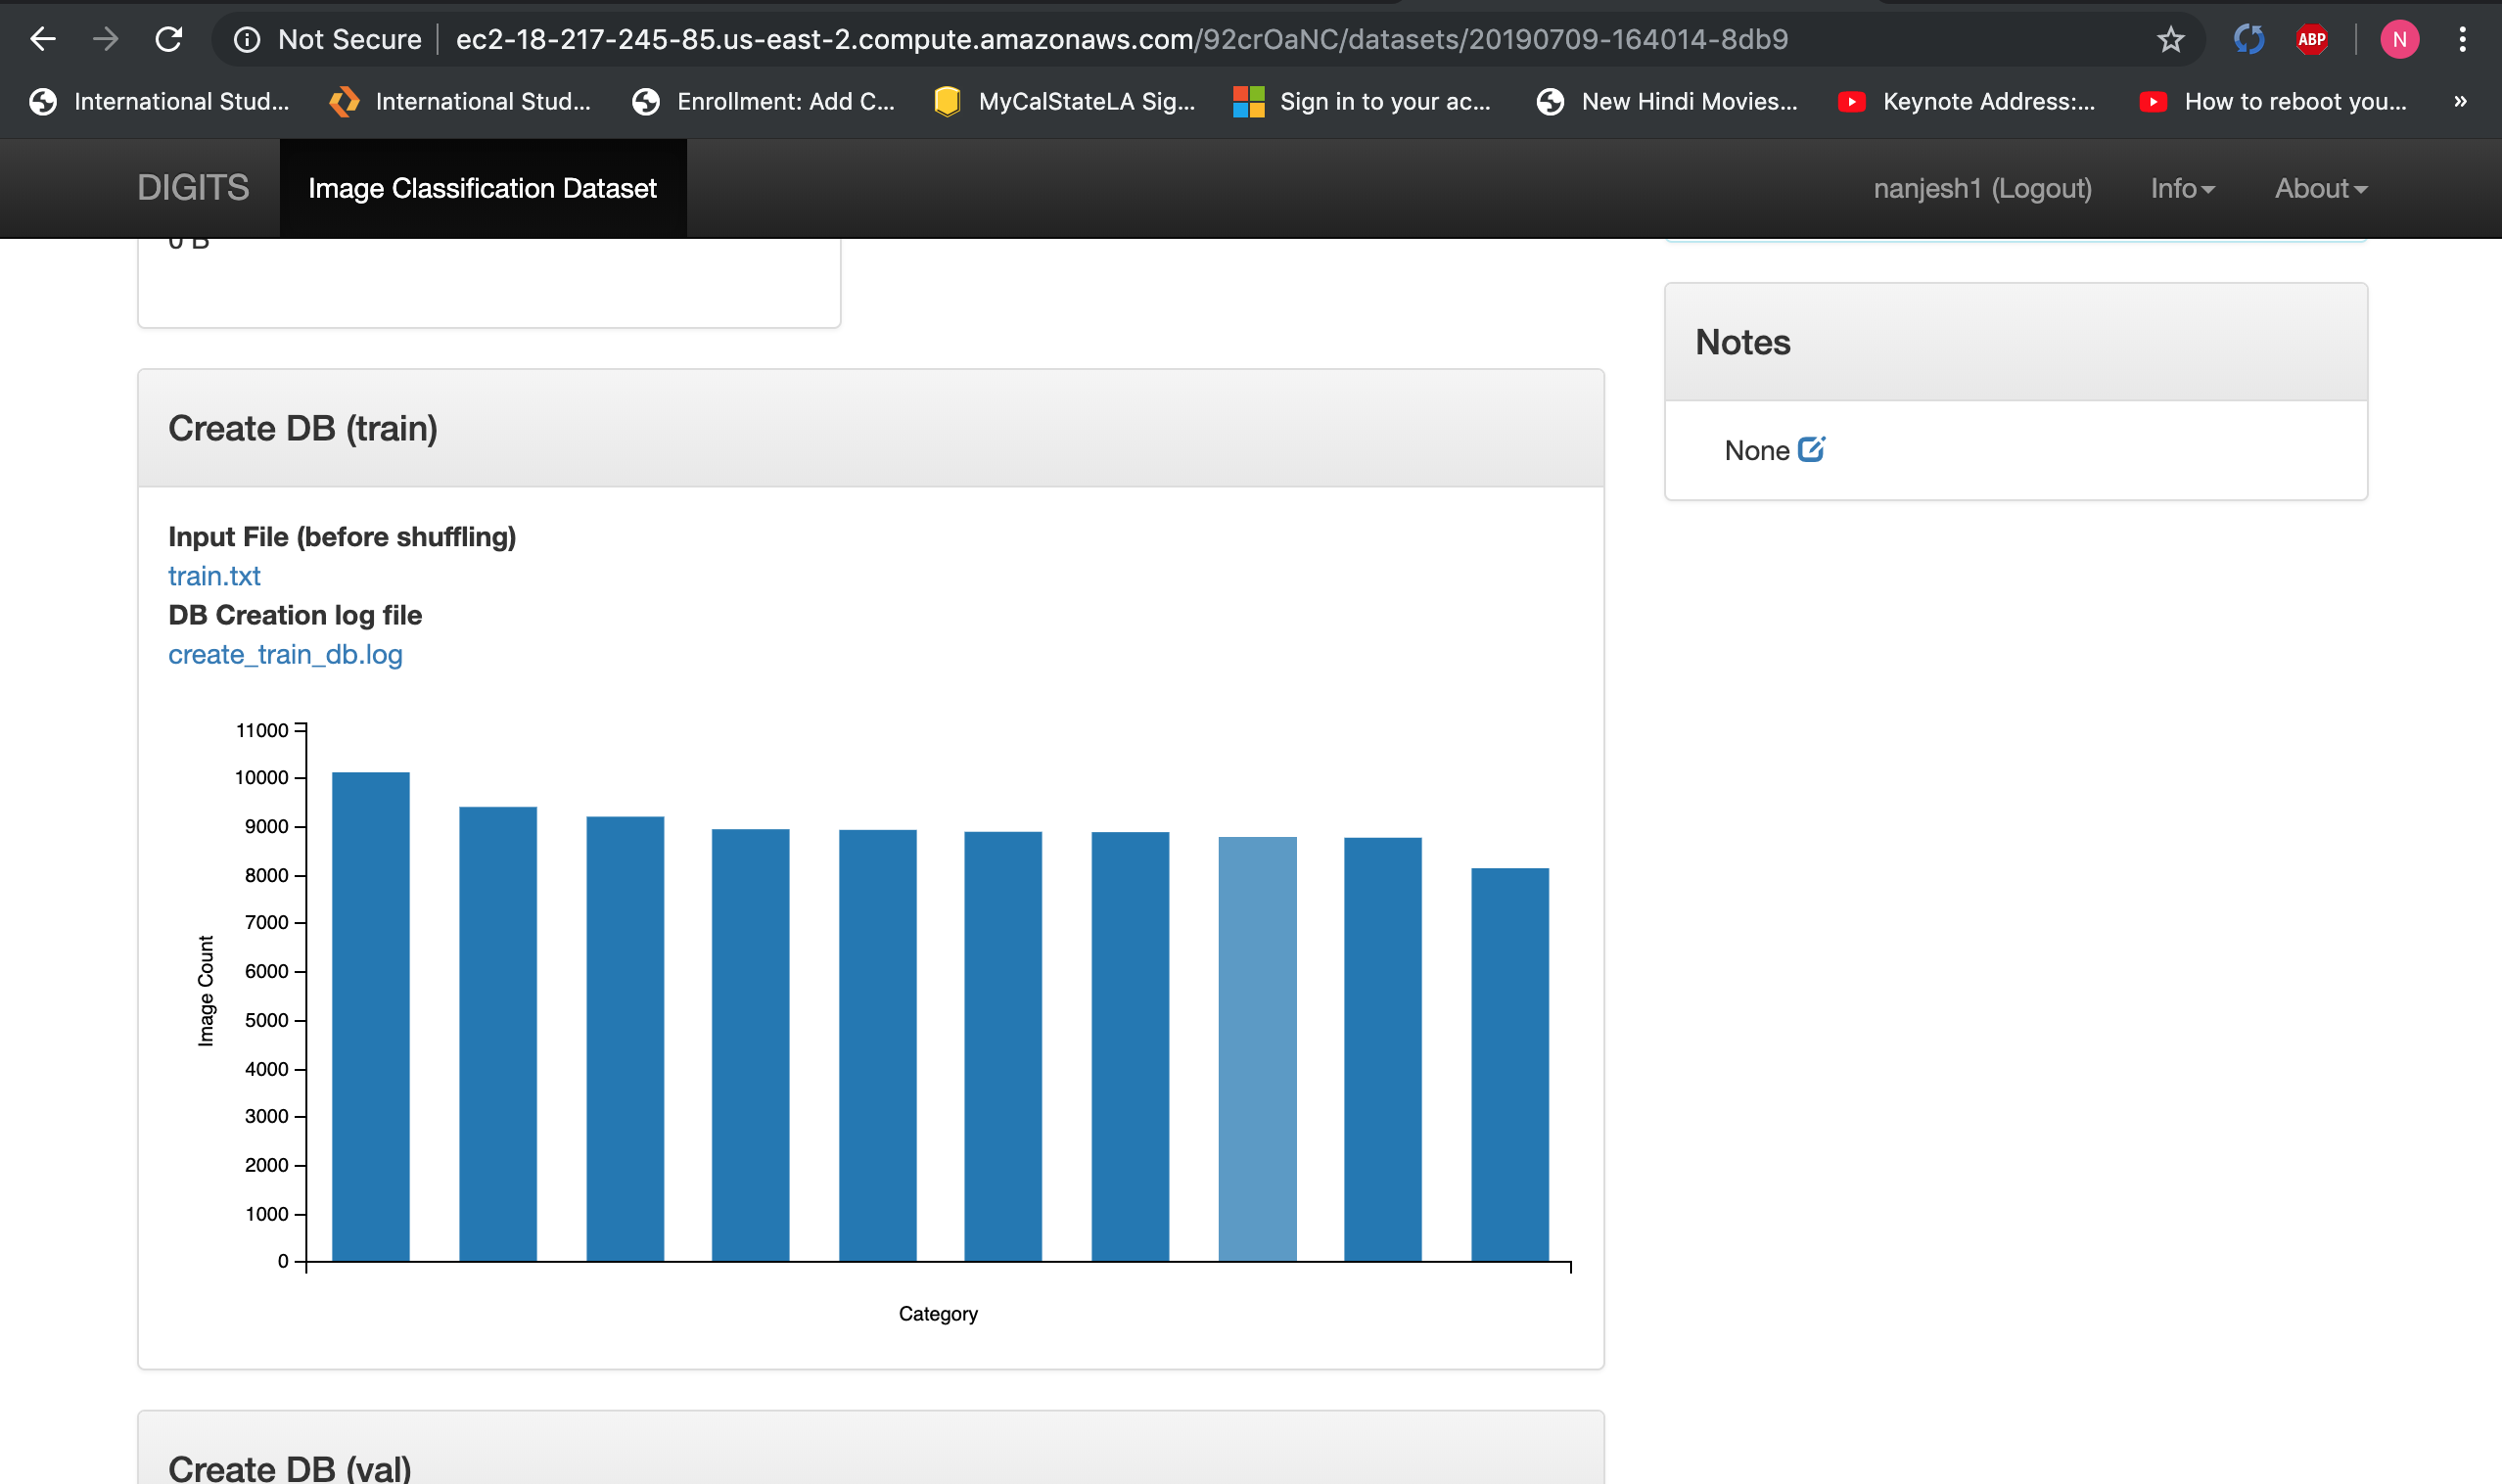 Not Secure ec2-18-217-245-85.us-east-2.compute.amazonaws.com/92crOaNC/datasets/20190709-164014-8db9 ABP N
International Stud... International Stud... Enrollment: Add C... MyCalStateLA Sig... Sign in to your ac... New Hindi Movies... Keynote Address:... How to reboot you... »
DIGITS Image Classification Dataset nanjesh1 (Logout) Info About
0 B
Notes
None
Create DB (train)
Input File (before shuffling)
train.txt
DB Creation log file
create_train_db.log
11000
10000
9000
8000
7000
6000
5000
4000
3000
2000
1000
0
Image Count
Category
Create DB (val)